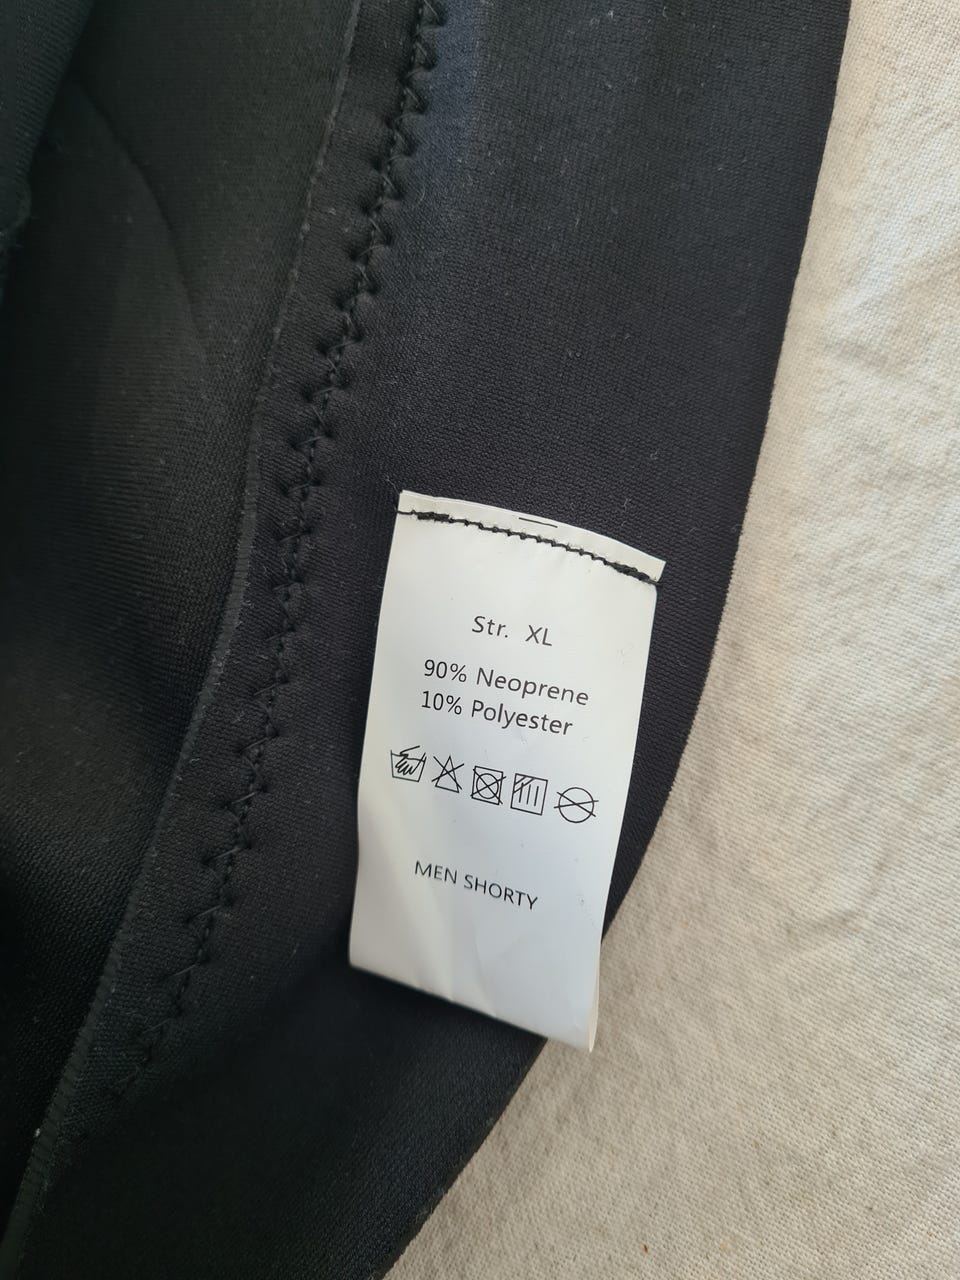 Str. XL
90% Neoprene
10% Polyester
MEN SHORTY